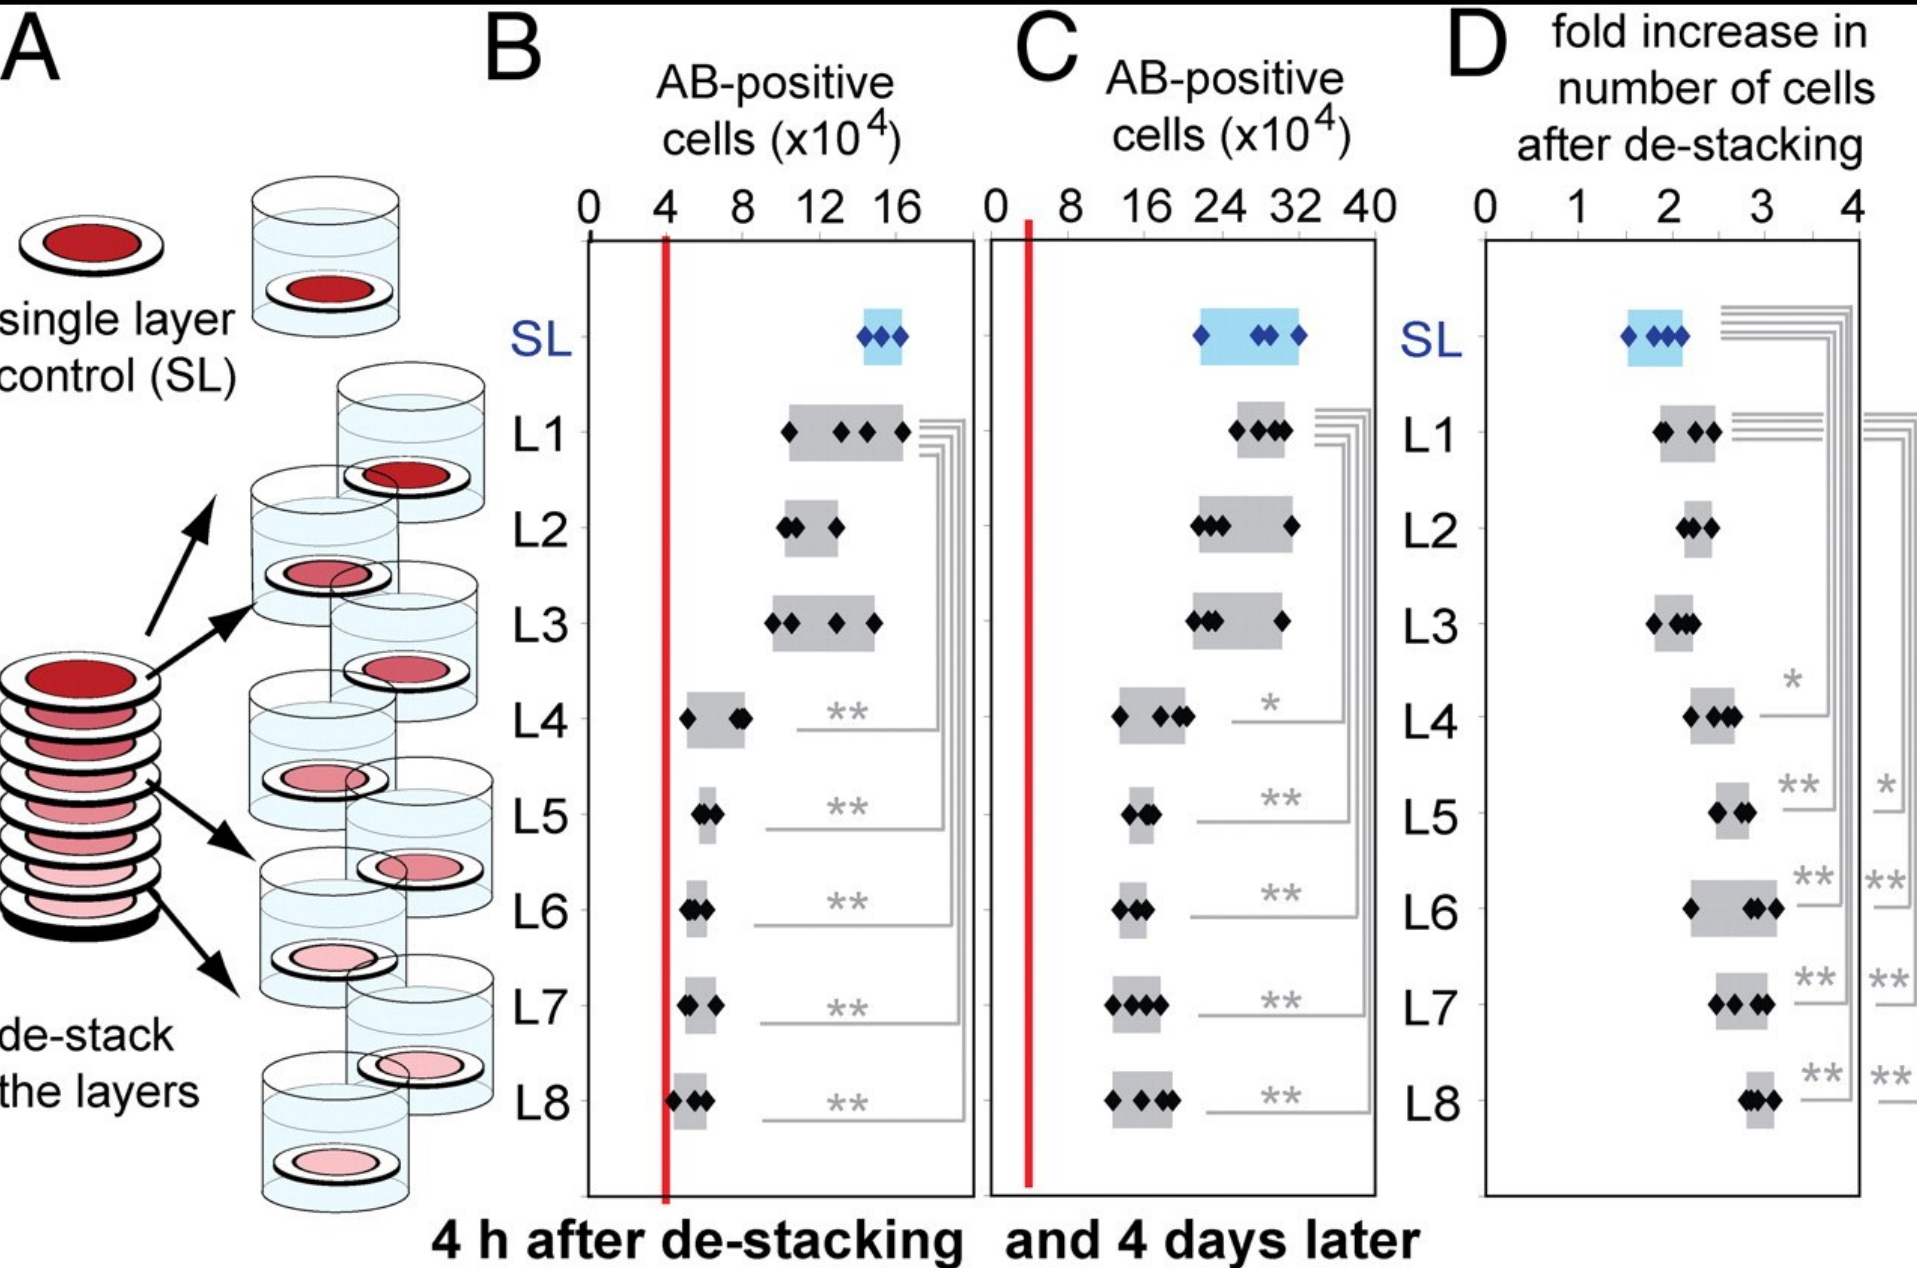 A
single layer
control (SL)
de-stack
the layers
B
AB-positive
cells (x10⁴)
0 4 8 12 16
SL
L1
L2
L3
L4 **
L5 **
L6 **
L7 **
L8 **
4 h after de-stacking
C
AB-positive
cells (x10⁴)
0 8 16 24 32 40
*
**
**
**
**
and 4 days later
D
fold increase in
number of cells
after de-stacking
0 1 2 3 4
SL
L1
L2
L3
L4 *
L5 ** *
L6 ** **
L7 ** **
L8 ** **